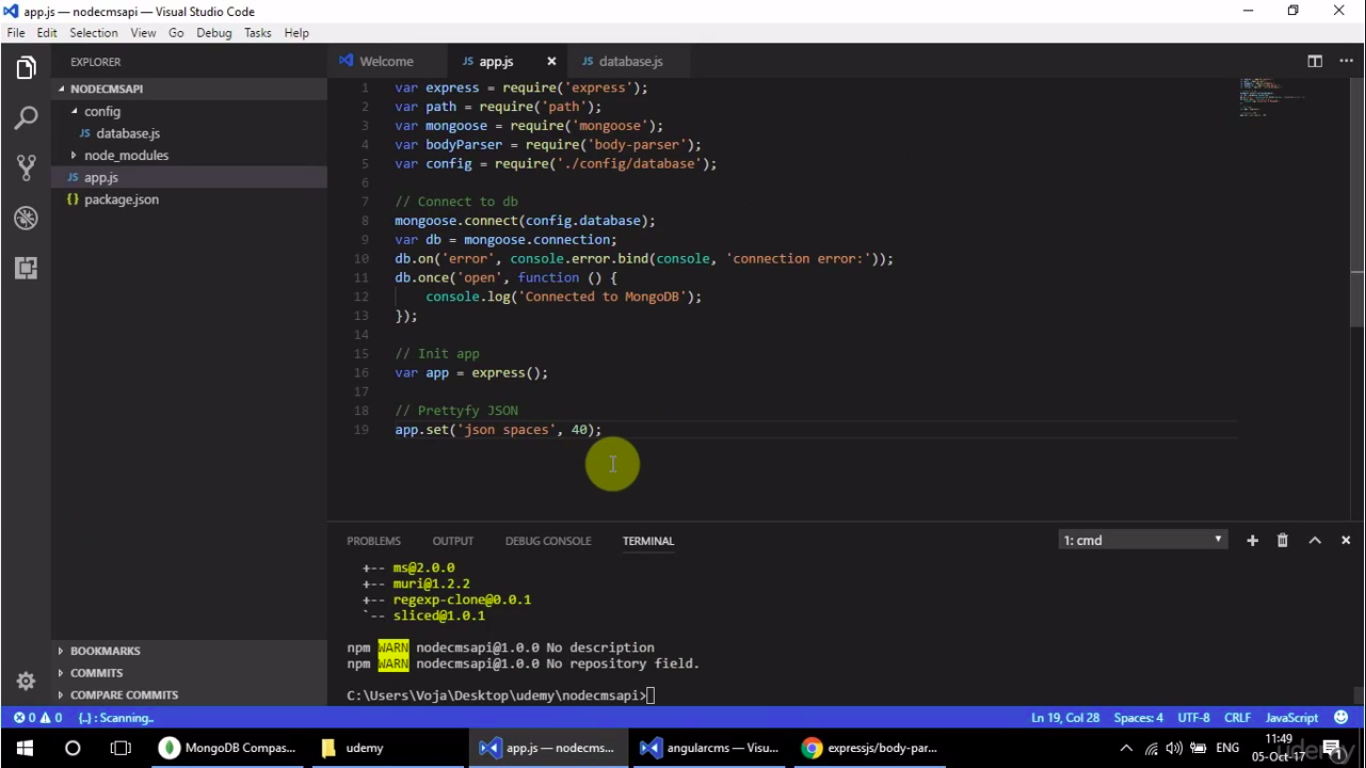 app.js — nodecmsapi — Visual Studio Code
File Edit Selection View Go Debug Tasks Help
EXPLORER
NODECMSAPI
config
JS database.js
node_modules
JS app.js
{} package.json
BOOKMARKS
COMMITS
COMPARE COMMITS
Welcome JS app.js × JS database.js
1 var express = require('express');
2 var path = require('path');
3 var mongoose = require('mongoose');
4 var bodyParser = require('body-parser');
5 var config = require('./config/database');
6
7 // Connect to db
8 mongoose.connect(config.database);
9 var db = mongoose.connection;
10 db.on('error', console.error.bind(console, 'connection error:'));
11 db.once('open', function () {
12 console.log('Connected to MongoDB');
13 });
14
15 // Init app
16 var app = express();
17
18 // Prettyfy JSON
19 app.set('json spaces', 40);
PROBLEMS OUTPUT DEBUG CONSOLE TERMINAL 1: cmd
+-- ms@2.0.0
+-- muri@1.2.2
+-- regexp-clone@0.0.1
`-- sliced@1.0.1
npm WARN nodecmsapi@1.0.0 No description
npm WARN nodecmsapi@1.0.0 No repository field.
C:\Users\Voja\Desktop\udemy\nodecmsapi>
0 0 {..} : Scanning.. Ln 19, Col 28 Spaces: 4 UTF-8 CRLF JavaScript
MongoDB Compas... udemy app.js — nodecms... angularcms — Visu... expressjs/body-par... ENG
11:49
05-Oct-17
udemy
1